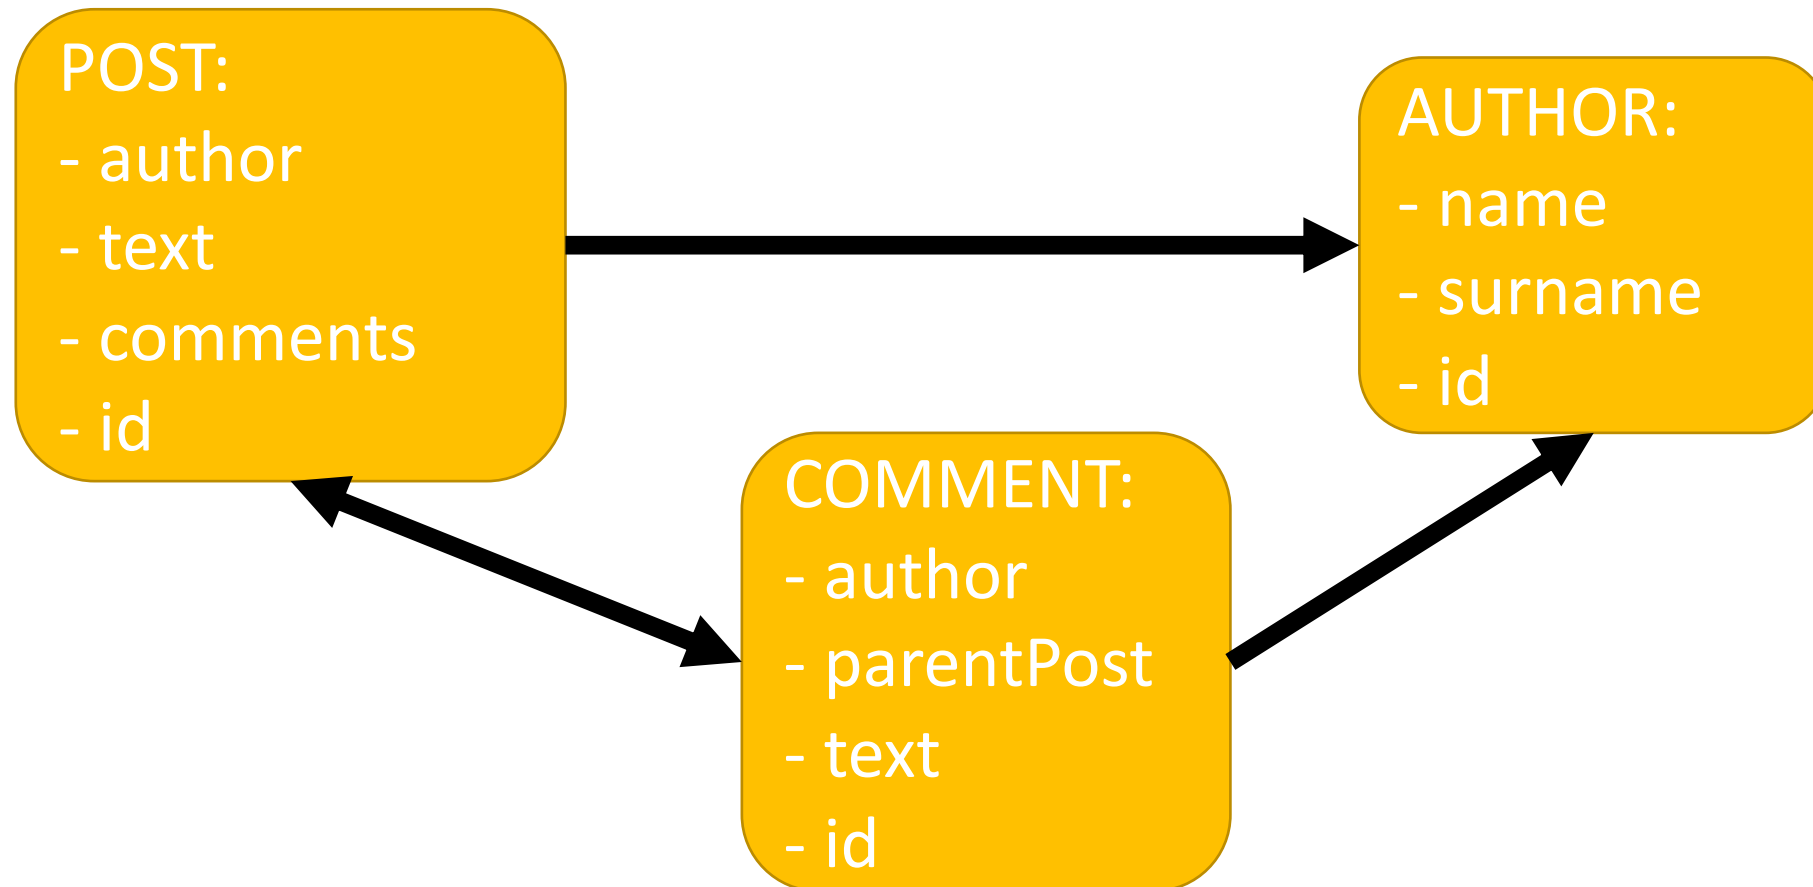 POST:
- author
- text
- comments
- id
AUTHOR:
- name
- surname
- id
COMMENT:
- author
- parentPost
- text
- id